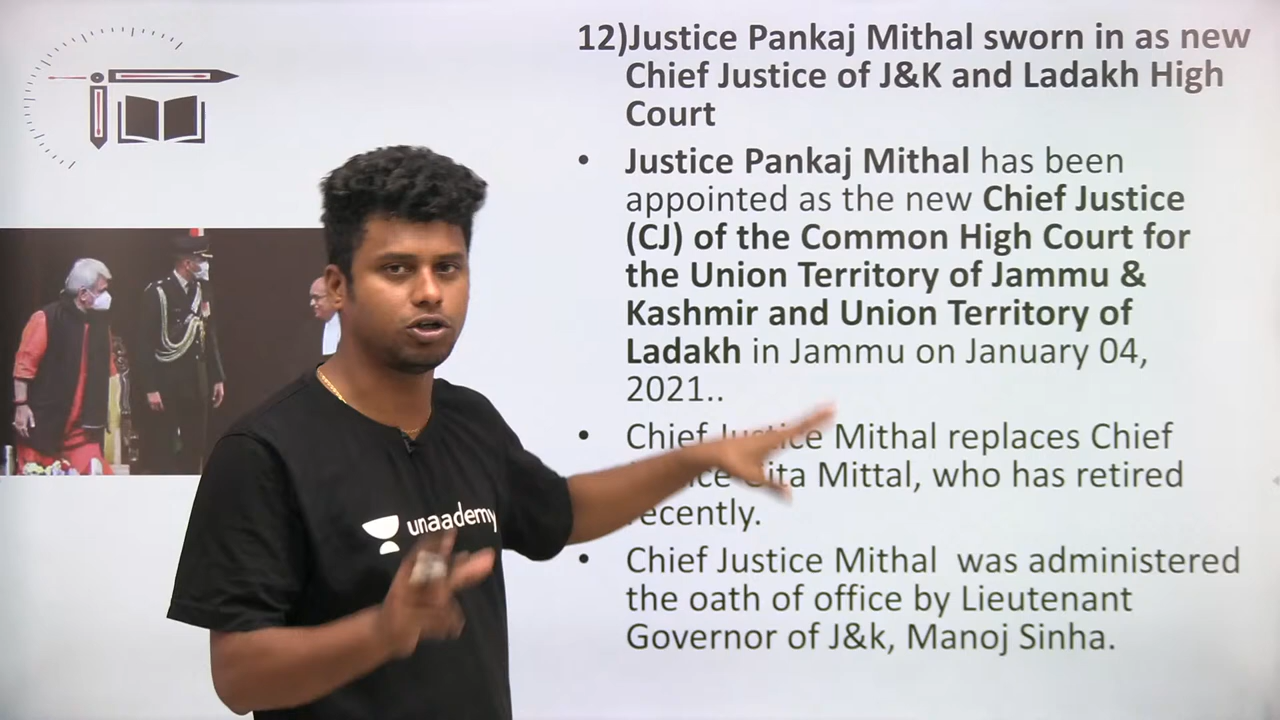 12)Justice Pankaj Mithal sworn in as new
Chief Justice of J&K and Ladakh High
Court
• Justice Pankaj Mithal has been
appointed as the new Chief Justice
(CJ) of the Common High Court for
the Union Territory of Jammu &
Kashmir and Union Territory of
Ladakh in Jammu on January 04,
2021..
• Chief Justice Mithal replaces Chief
Gita Mittal, who has retired
recently.
• Chief Justice Mithal was administered
the oath of office by Lieutenant
Governor of J&k, Manoj Sinha.
unaademy